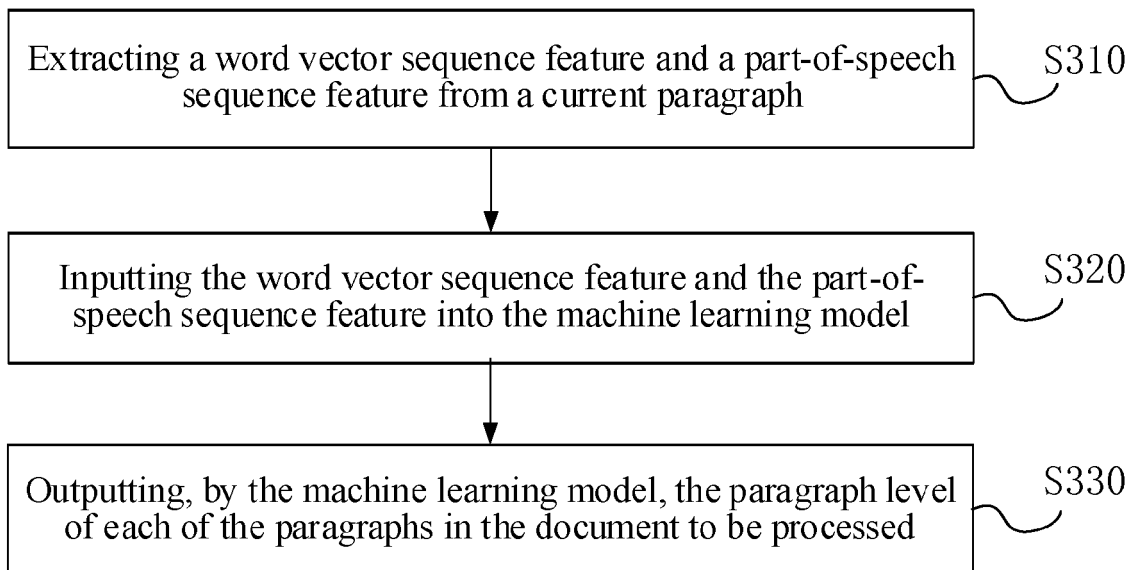 Extracting a word vector sequence feature and a part-of-speech
sequence feature from a current paragraph
S310
Inputting the word vector sequence feature and the part-of-
speech sequence feature into the machine learning model
S320
Outputting, by the machine learning model, the paragraph level
of each of the paragraphs in the document to be processed
S330